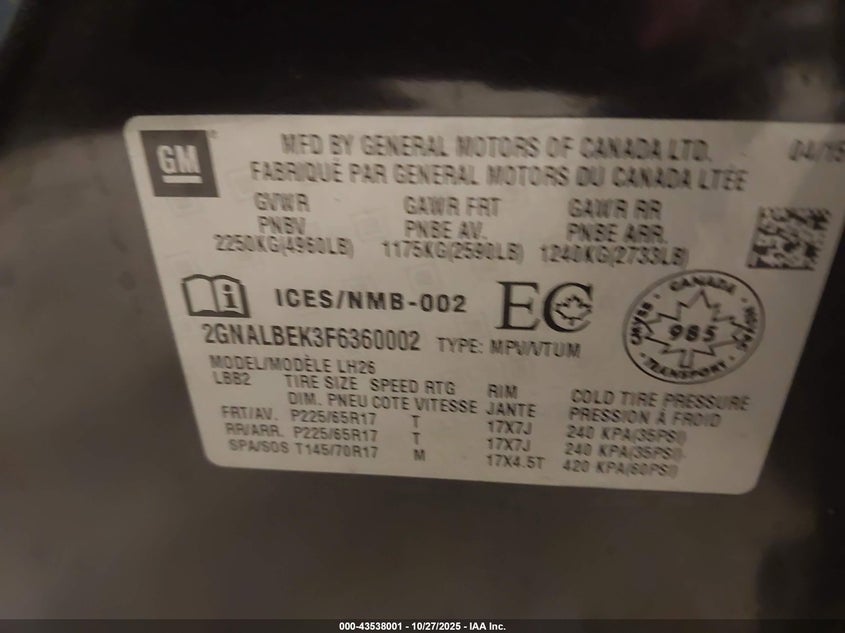 GM
MFD BY GENERAL MOTORS OF CANADA LTD. 04/15
FABRIQUÉ PAR GENERAL MOTORS DU CANADA LTÉE
GVWR GAWR FRT GAWR RR
PNBV PNBE AV. PNBE ARR.
2250KG(4960LB) 1175KG(2590LB) 1240KG(2733LB)
i ICES/NMB-002 EC
CANADA
985
TRANSPORT
2GNALBEK3F6360002 TYPE: MPV/VTUM
MODEL/MODÈLE LH26
LBB2 TIRE SIZE SPEED RTG RIM COLD TIRE PRESSURE
DIM. PNEU COTE VITESSE JANTE PRESSION À FROID
FRT/AV. P225/65R17 T 17X7J 240 KPA(35PSI)
RR/ARR. P225/65R17 T 17X7J 240 KPA(35PSI)
SPA/SOS T145/70R17 M 17X4.5T 420 KPA(60PSI)
000-43538001 - 10/27/2025 - IAA Inc.